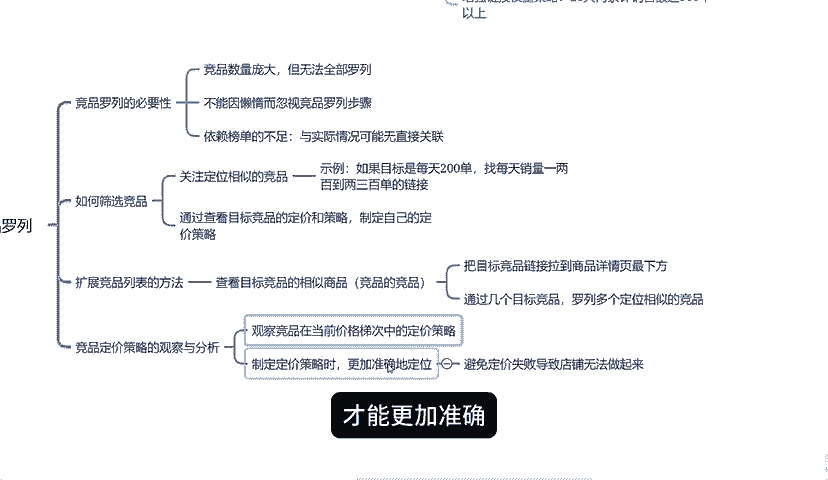 以上
竞品数量庞大，但无法全部罗列
竞品罗列的必要性
不能因懒惰而忽视竞品罗列步骤
依赖榜单的不足：与实际情况可能无直接关联
关注定位相似的竞品
示例：如果目标是每天200单，找每天销量一两
百到两三百单的链接
如何筛选竞品
罗列
通过查看目标竞品的定价和策略，制定自己的定
价策略
把目标竞品链接拉到商品详情页最下方
扩展竞品列表的方法
查看目标竞品的相似商品（竞品的竞品）
通过几个目标竞品，罗列多个定位相似的竞品
观察竞品在当前价格梯次中的定价策略
竞品定价策略的观察与分析
制定定价策略时，更加准确地定位
避免定价失败导致店铺无法做起来
才能更加准确